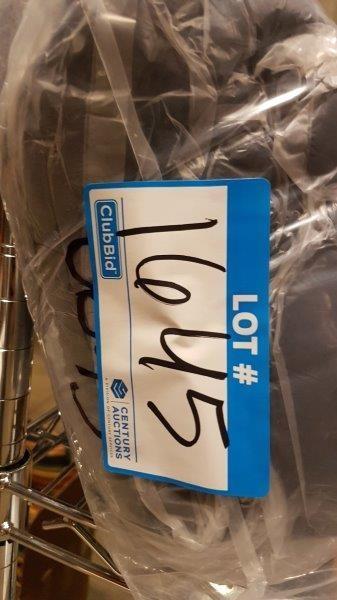 LOT #
1645
ClubBid
CENTURY
AUCTIONS